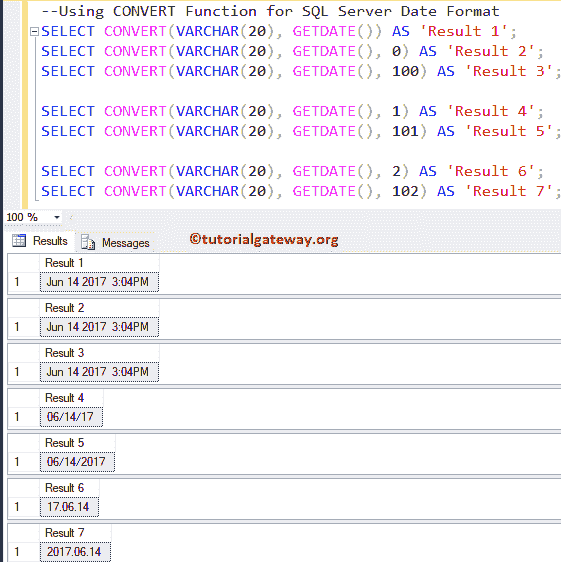 --Using CONVERT Function for SQL Server Date Format
SELECT CONVERT(VARCHAR(20), GETDATE()) AS 'Result 1';
SELECT CONVERT(VARCHAR(20), GETDATE(), 0) AS 'Result 2';
SELECT CONVERT(VARCHAR(20), GETDATE(), 100) AS 'Result 3';
SELECT CONVERT(VARCHAR(20), GETDATE(), 1) AS 'Result 4';
SELECT CONVERT(VARCHAR(20), GETDATE(), 101) AS 'Result 5';
SELECT CONVERT(VARCHAR(20), GETDATE(), 2) AS 'Result 6';
SELECT CONVERT(VARCHAR(20), GETDATE(), 102) AS 'Result 7';
100 %
Results Messages ©tutorialgateway.org
Result 1
1 Jun 14 2017 3:04PM
Result 2
1 Jun 14 2017 3:04PM
Result 3
1 Jun 14 2017 3:04PM
Result 4
1 06/14/17
Result 5
1 06/14/2017
Result 6
1 17.06.14
Result 7
1 2017.06.14